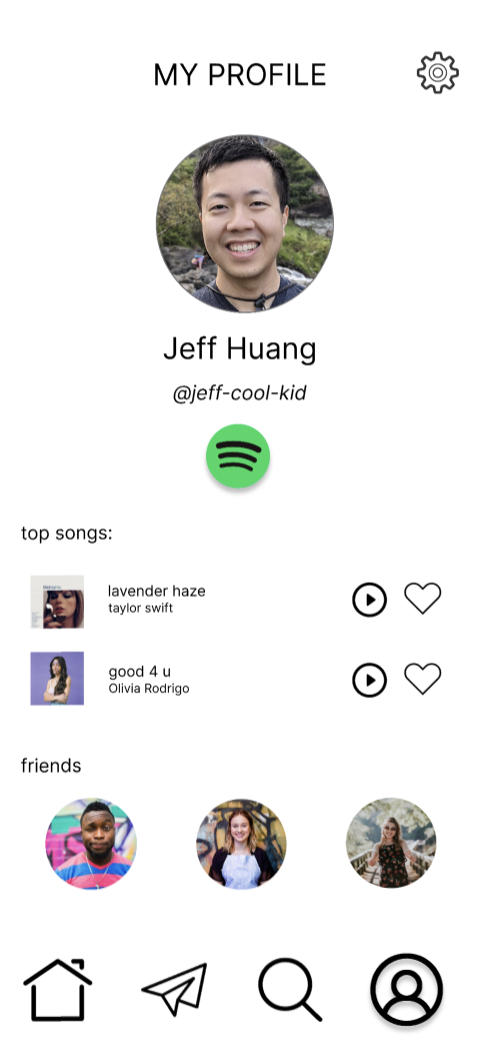 MY PROFILE
Jeff Huang
@jeff-cool-kid
top songs:
lavender haze
taylor swift
good 4 u
Olivia Rodrigo
friends